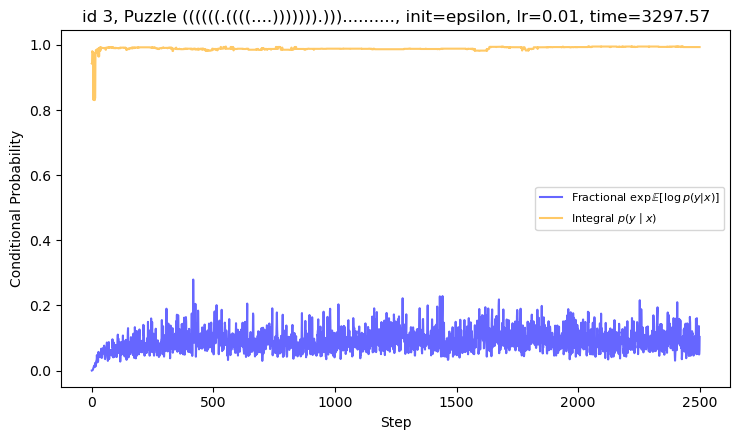 id 3, Puzzle ((((((.((((....))))))).))).........., init=epsilon, lr=0.01, time=3297.57
Conditional Probability
1.0
0.8
0.6
0.4
0.2
0.0
Fractional exp𝔼[log p(y|x)]
Integral p(y | x)
0
500
1000
1500
2000
2500
Step